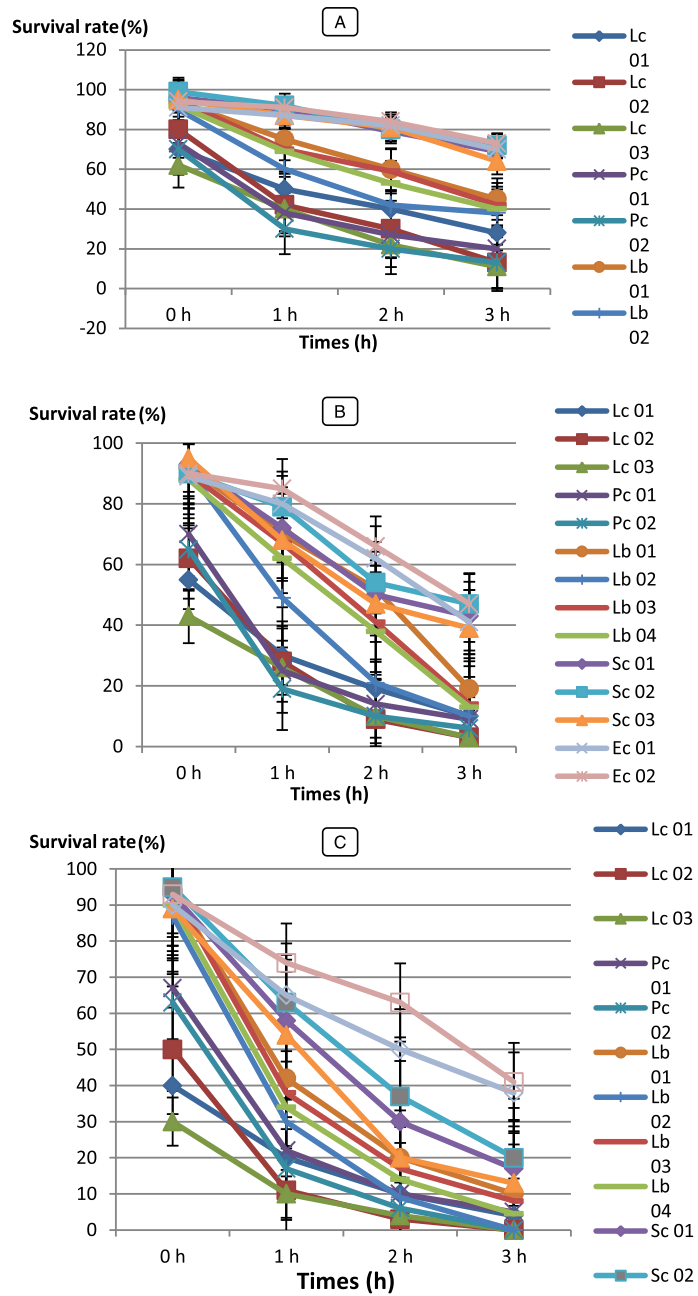 Survival rate (%)
A
120
100
80
60
40
20
0
-20
0 h 1 h 2 h 3 h
Times (h)
Lc
01
Lc
02
Lc
03
Pc
01
Pc
02
Lb
01
Lb
02
Survival rate (%)
B
100
80
60
40
20
0
0 h 1 h 2 h 3 h
Times (h)
Lc 01
Lc 02
Lc 03
Pc 01
Pc 02
Lb 01
Lb 02
Lb 03
Lb 04
Sc 01
Sc 02
Sc 03
Ec 01
Ec 02
Survival rate (%)
C
100
90
80
70
60
50
40
30
20
10
0
0 h 1 h 2 h 3 h
Times (h)
Lc 01
Lc 02
Lc 03
Pc
01
Pc
02
Lb
01
Lb
02
Lb
03
Lb
04
Sc 01
Sc 02